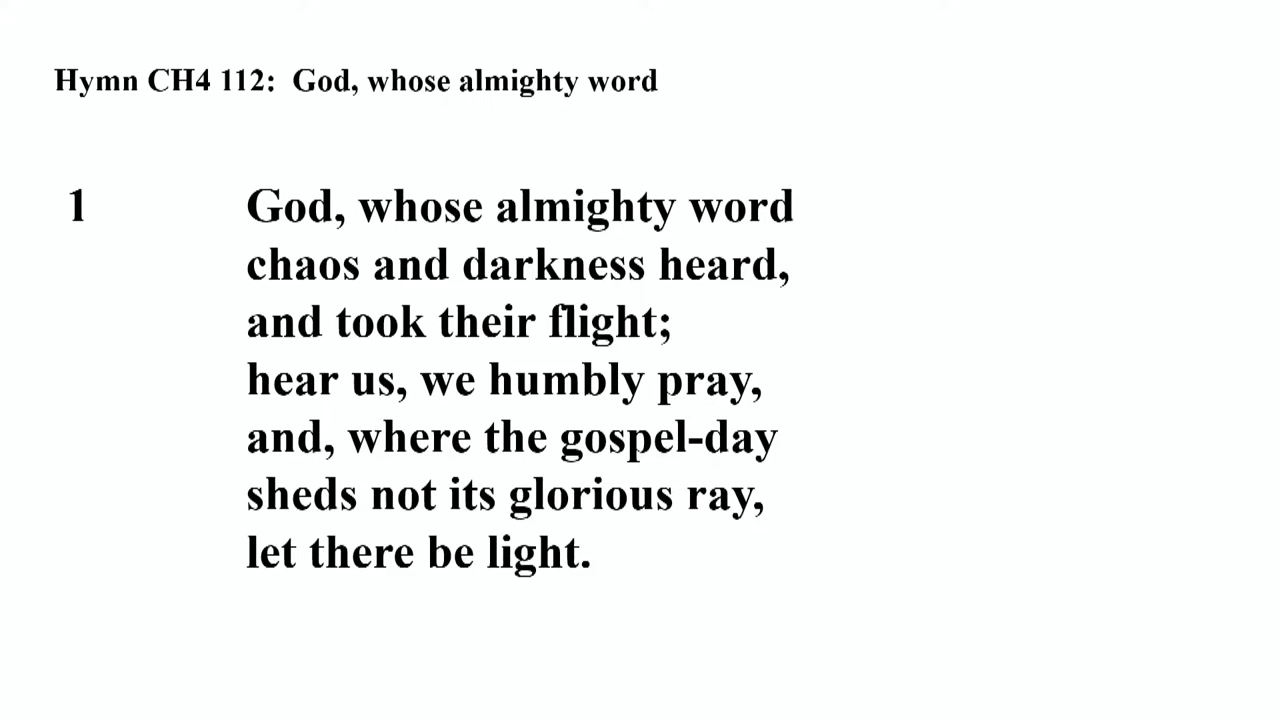 Hymn CH4 112: God, whose almighty word
1 God, whose almighty word
chaos and darkness heard,
and took their flight;
hear us, we humbly pray,
and, where the gospel-day
sheds not its glorious ray,
let there be light.